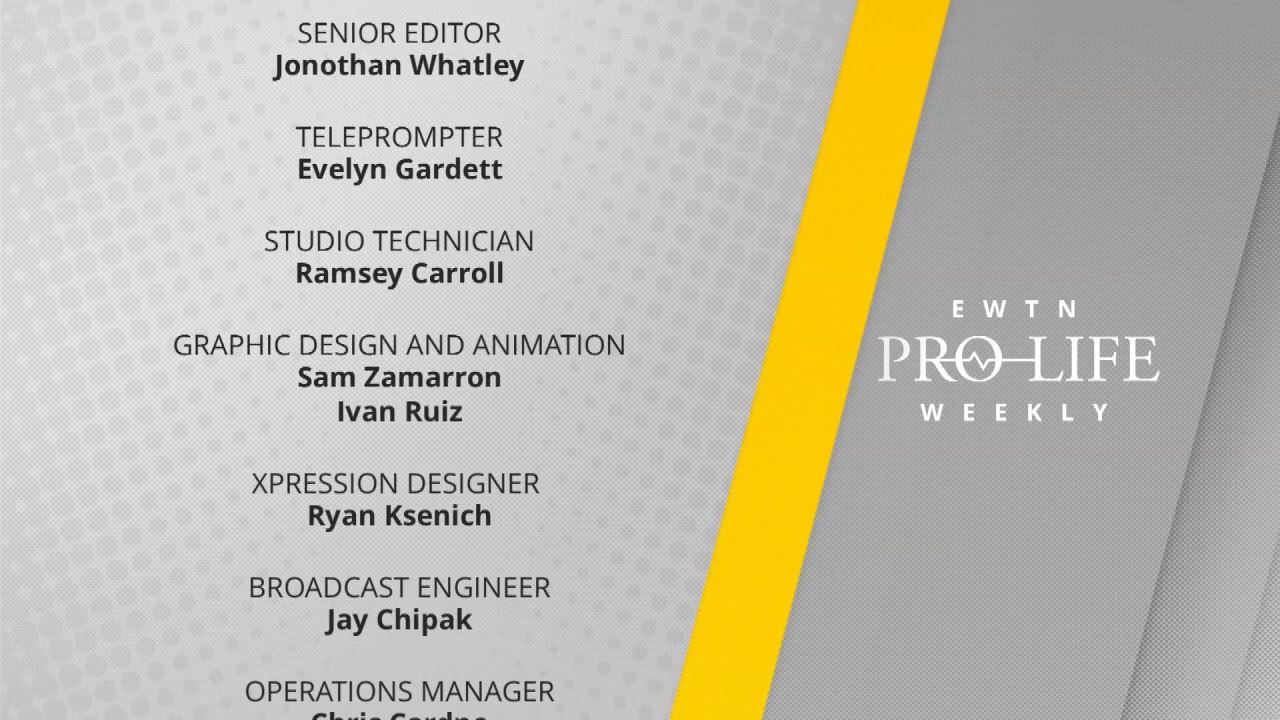 SENIOR EDITOR
Jonothan Whatley
TELEPROMPTER
Evelyn Gardett
STUDIO TECHNICIAN
Ramsey Carroll
GRAPHIC DESIGN AND ANIMATION
Sam Zamarron
Ivan Ruiz
XPRESSION DESIGNER
Ryan Ksenich
BROADCAST ENGINEER
Jay Chipak
OPERATIONS MANAGER
Chris
EWTN
PRO-LIFE
WEEKLY